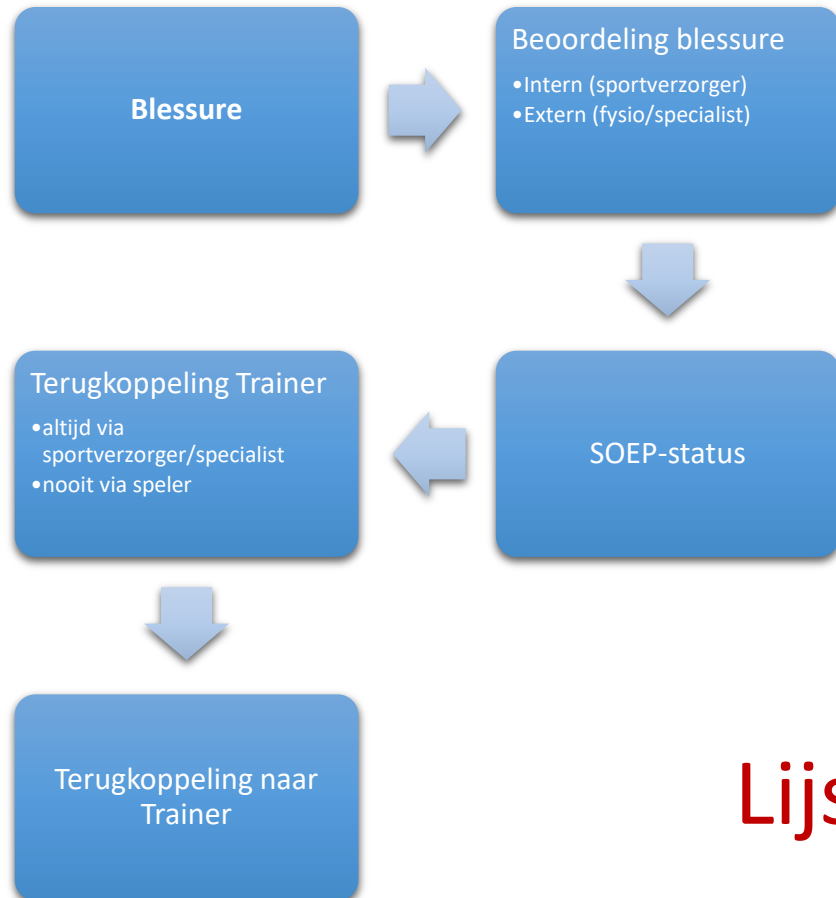 Blessure
Beoordeling blessure
•Intern (sportverzorger)
•Extern (fysio/specialist)
SOEP-status
Terugkoppeling Trainer
•altijd via
sportverzorger/specialist
•nooit via speler
Terugkoppeling naar
Trainer
Lijs